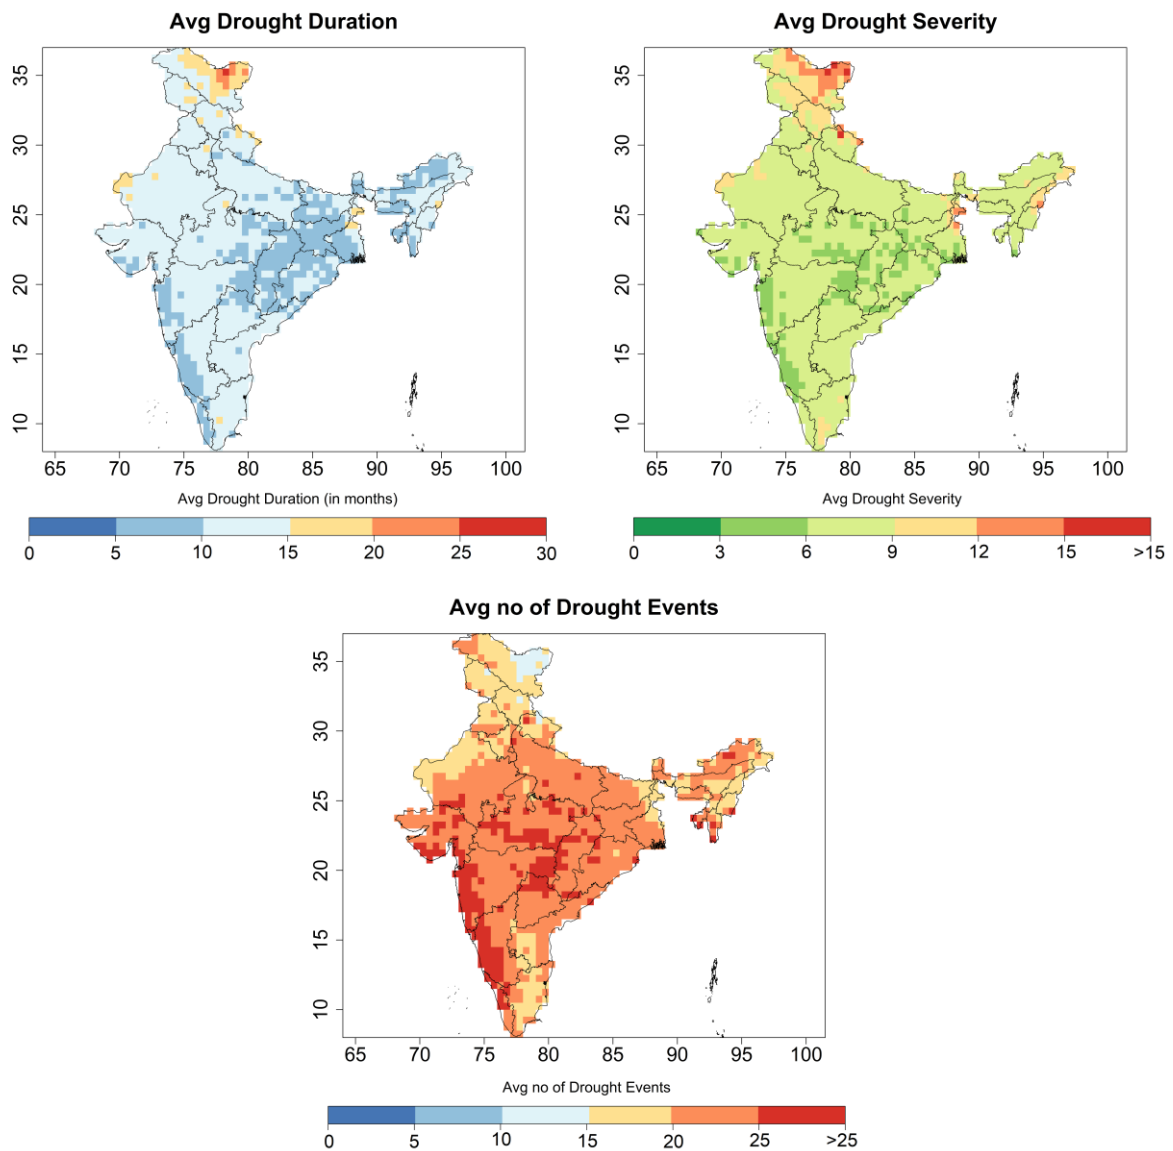 Avg Drought Duration
35
30
25
20
15
10
65 70 75 80 85 90 95 100
Avg Drought Duration (in months)
0 5 10 15 20 25 30
Avg Drought Severity
35
30
25
20
15
10
65 70 75 80 85 90 95 100
Avg Drought Severity
0 3 6 9 12 15 >15
Avg no of Drought Events
35
30
25
20
15
10
65 70 75 80 85 90 95 100
Avg no of Drought Events
0 5 10 15 20 25 >25